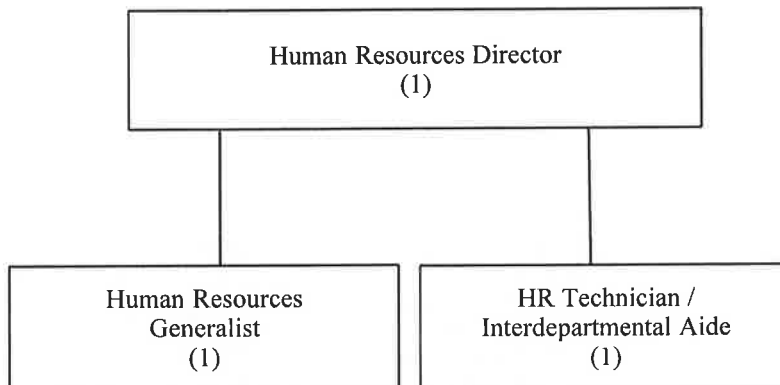 Human Resources Director
(1)
Human Resources
Generalist
(1)
HR Technician /
Interdepartmental Aide
(1)